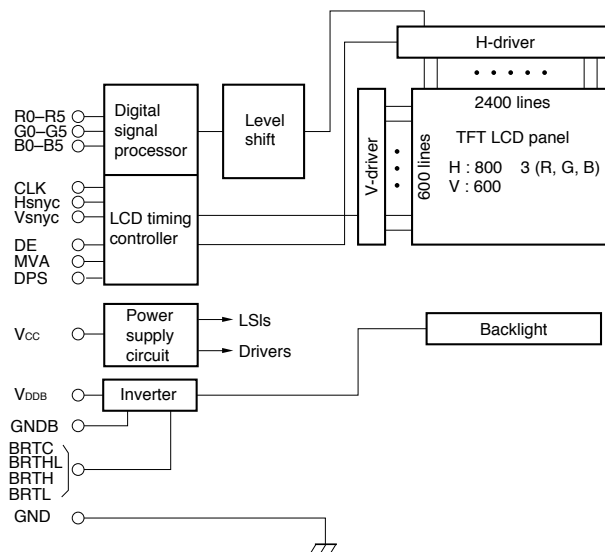 H-driver
R0–R5
G0–G5
B0–B5
Digital
signal
processor
Level
shift
2400 lines
TFT LCD panel
H : 800 3 (R, G, B)
V : 600
600 lines
V-driver
CLK
Hsnyc
Vsnyc
DE
MVA
DPS
LCD timing
controller
VCC
Power
supply
circuit
LSIs
Drivers
Backlight
VDDB
Inverter
GNDB
BRTC
BRTHL
BRTH
BRTL
GND